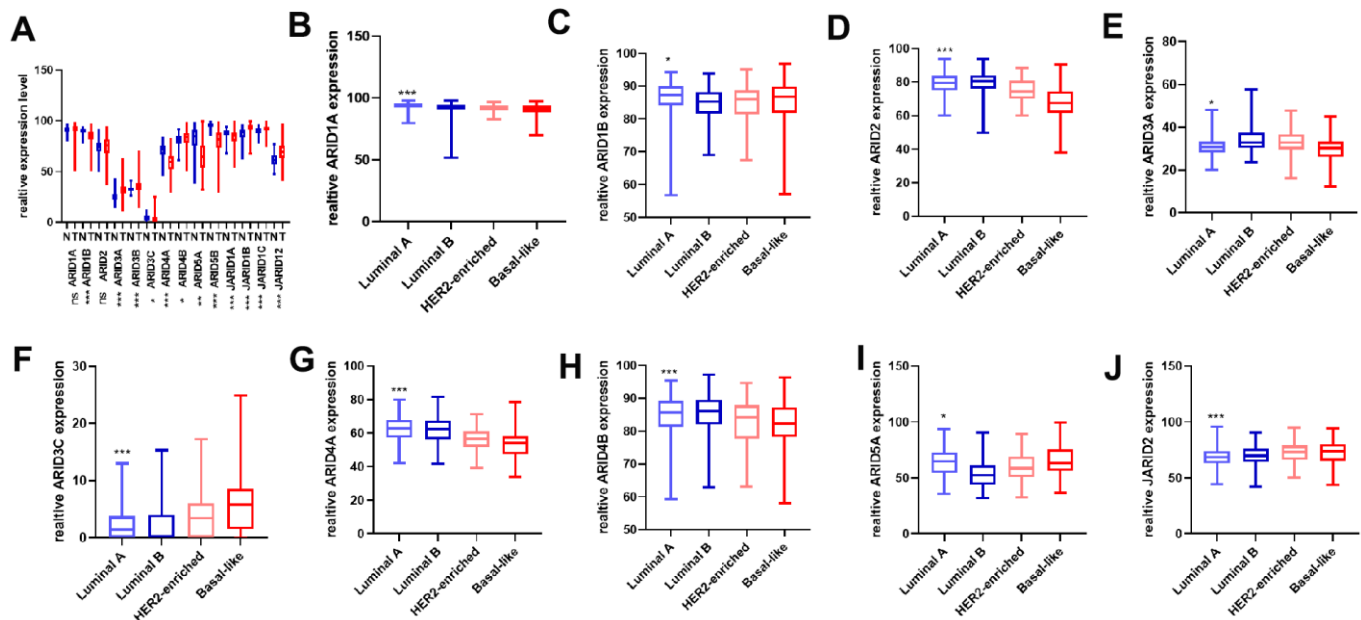 A
realtive expression level
150
100
50
0
N T N T N T N T N T N T N T N T N T N T N T N T N T N T
ns ARID1A
*** ARID1B
ns ARID2
*** ARID3A
*** ARID3B
* ARID3C
*** ARID4A
* ARID4B
** ARID5A
*** ARID5B
*** JARID1A
*** JARID1B
*** JARID1C
*** JARID12
B
realtive ARID1A expression
150
100
50
0
***
Luminal A
Luminal B
HER2-enriched
Basal-like
C
realtive ARID1B expression
100
90
80
70
60
50
*
Luminal A
Luminal B
HER2-enriched
Basal-like
D
realtive ARID2 expression
100
80
60
40
20
0
***
Luminal A
Luminal B
HER2-enriched
Basal-like
E
realtive ARID3A expression
80
60
40
20
0
*
Luminal A
Luminal B
HER2-enriched
Basal-like
F
realtive ARID3C expression
30
20
10
0
***
Luminal A
Luminal B
HER2-enriched
Basal-like
G
realtive ARID4A expression
100
80
60
40
20
0
***
Luminal A
Luminal B
HER2-enriched
Basal-like
H
realtive ARID4B expression
100
90
80
70
60
50
***
Luminal A
Luminal B
HER2-enriched
Basal-like
I
realtive ARID5A expression
150
100
50
0
*
Luminal A
Luminal B
HER2-enriched
Basal-like
J
realtive JARID2 expression
150
100
50
0
***
Luminal A
Luminal B
HER2-enriched
Basal-like